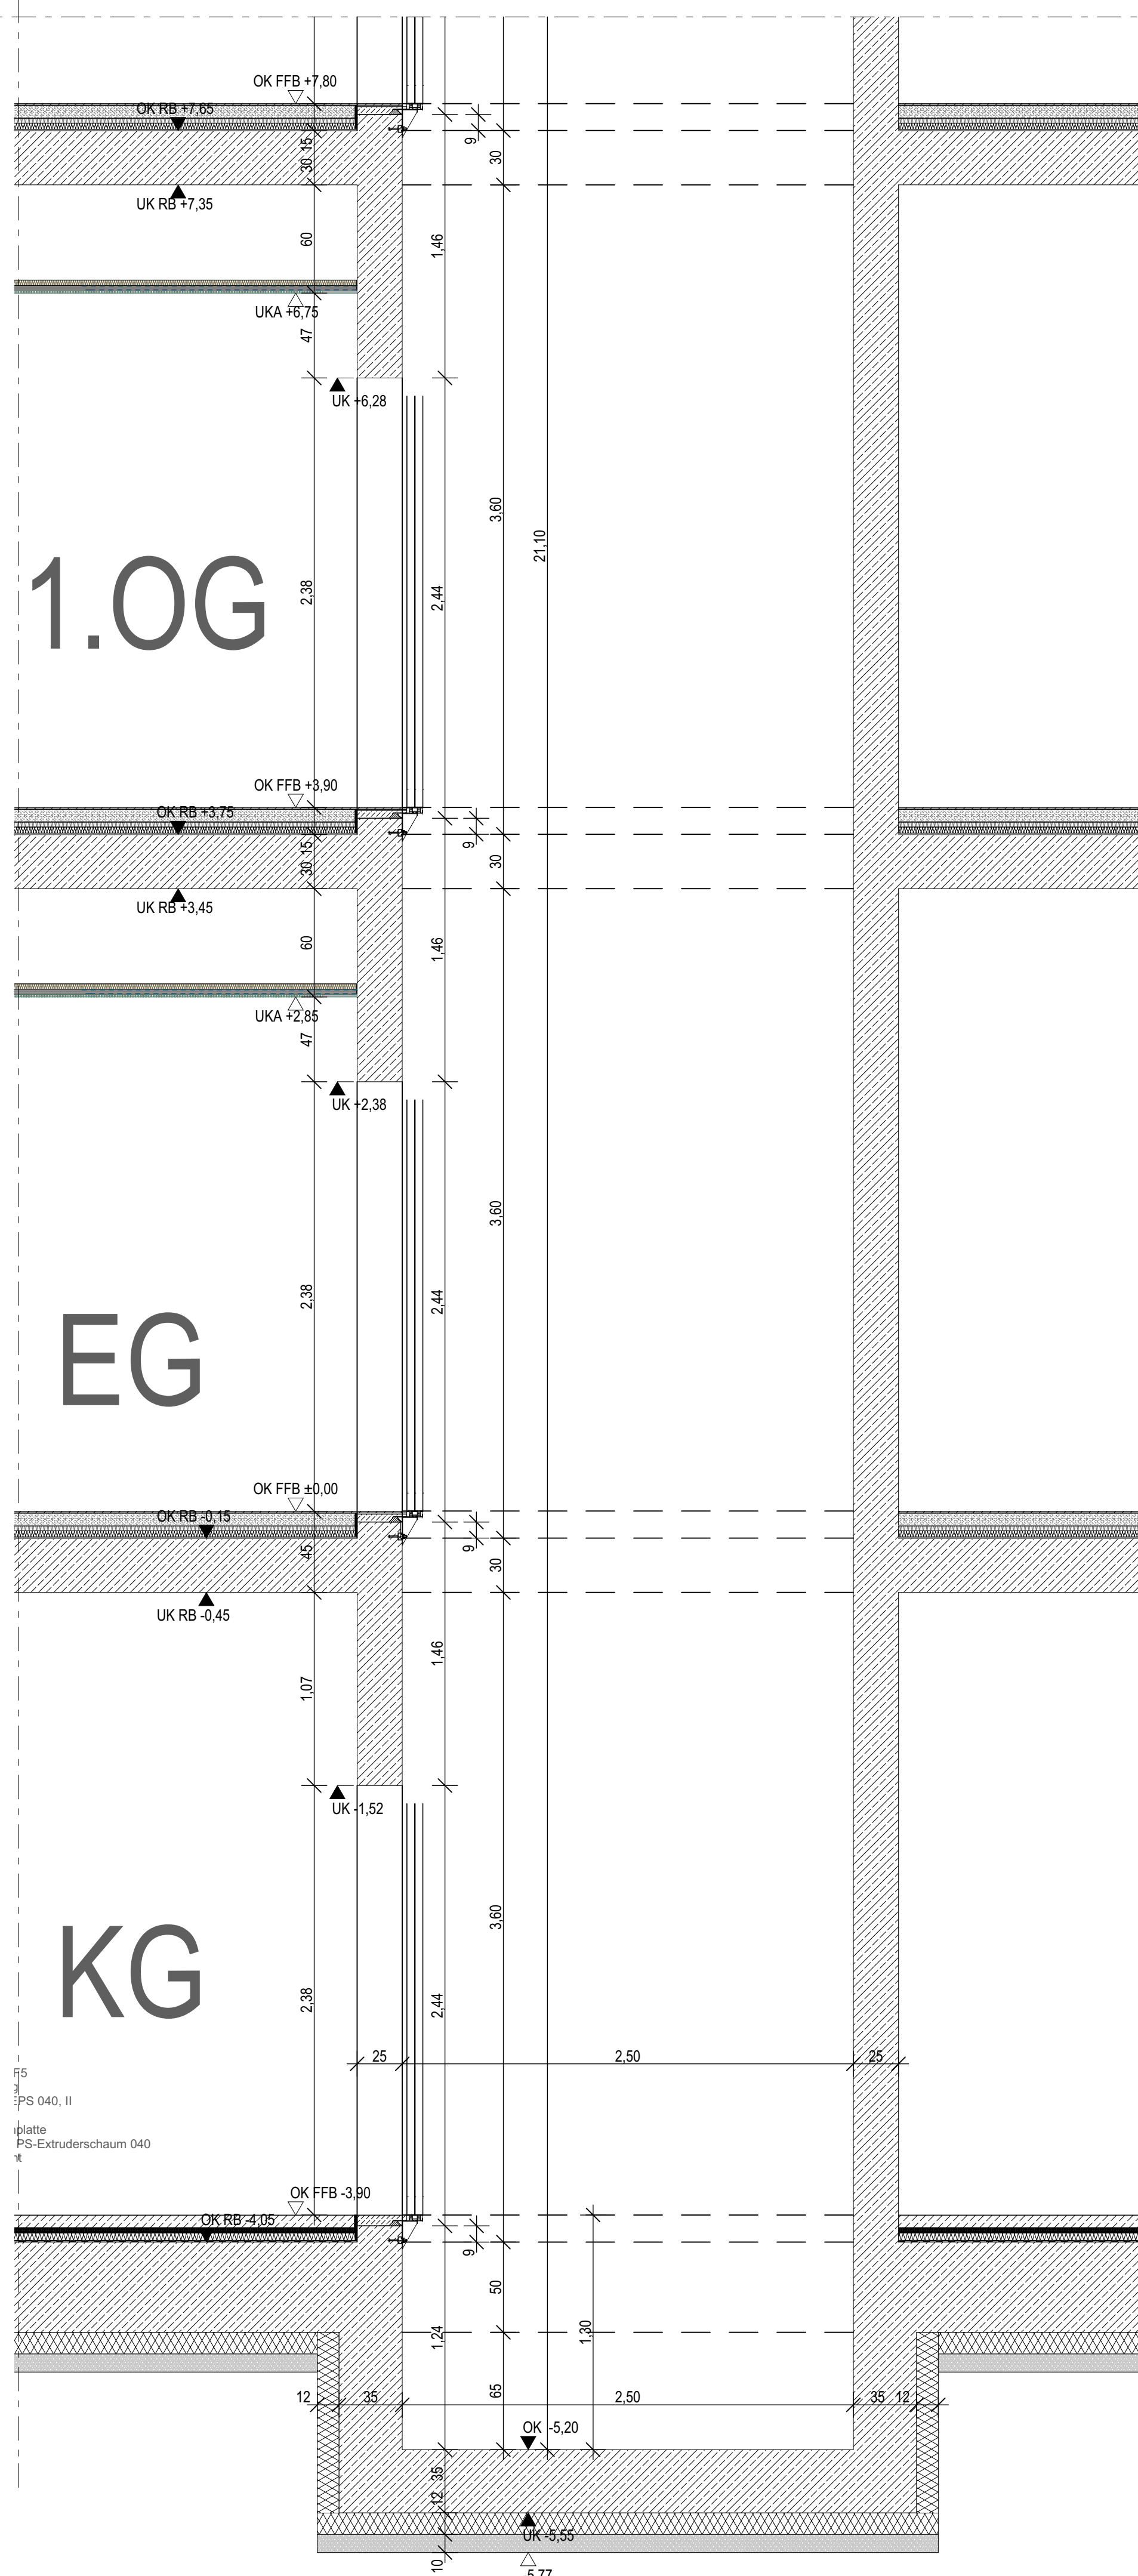 OK FFB +7,80
OK RB +7,65
15
30
9
30
UK RB +7,35
60
1,46
UKA +6,75
47
UK +6,28
3,60
21,10
1.OG
2,38
2,44
OK FFB +3,90
OK RB +3,75
15
30
9
30
UK RB +3,45
60
1,46
UKA +2,85
47
UK +2,38
3,60
2,38
2,44
EG
OK FFB ±0,00
OK RB -0,15
45
9
30
UK RB -0,45
1,46
1,07
UK -1,52
3,60
KG
2,38
2,44
25
2,50
25
F5
EPS 040, II
platte
PS-Extruderschaum 040
OK FFB -3,90
OK RB -4,05
9
50
1,24
1,30
65
12
35
2,50
35
12
OK -5,20
35
12
UK -5,55
10
5,77